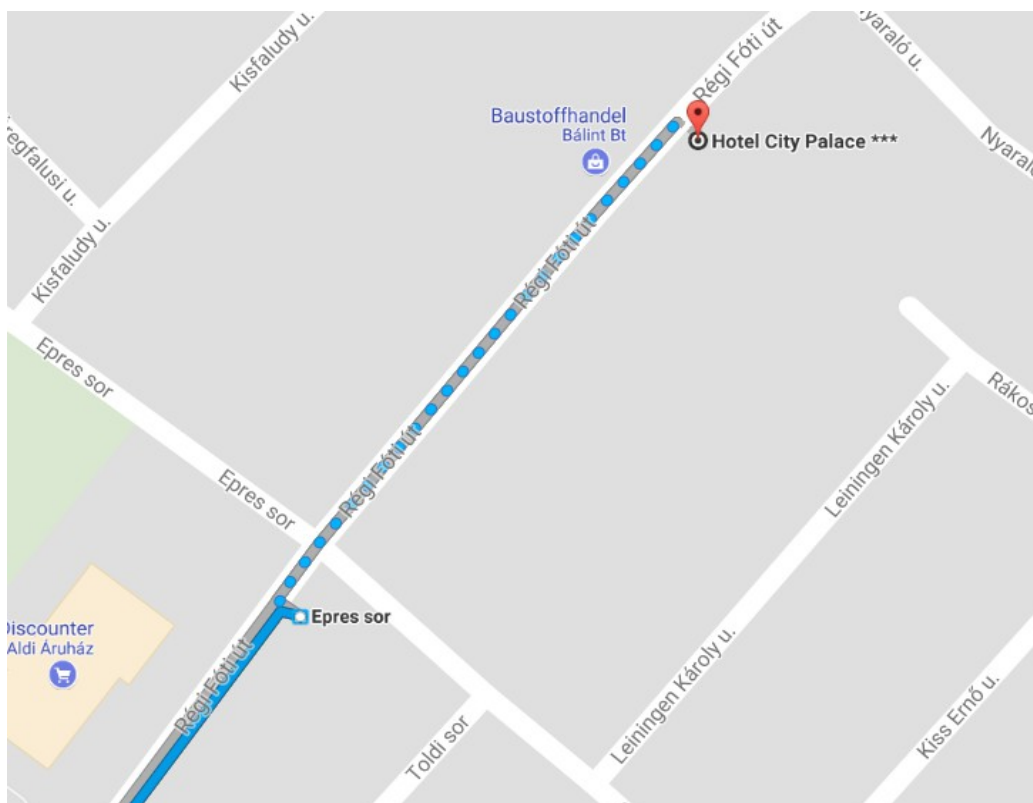 Kisfaludy u.
Nyaraló u.
Régi Fóti út
Baustoffhandel
Bálint Bt
Hotel City Palace ***
Nyaraló
regfalusi u.
Kisfaludy u.
Régi Fóti út
Epres sor
Rákos
Leiningen Károly u.
Régi Fóti út
Epres sor
Epres sor
Discounter
Aldi Áruház
Régi Fóti út
Leiningen Károly u.
Kiss Ernő u.
Toldi sor